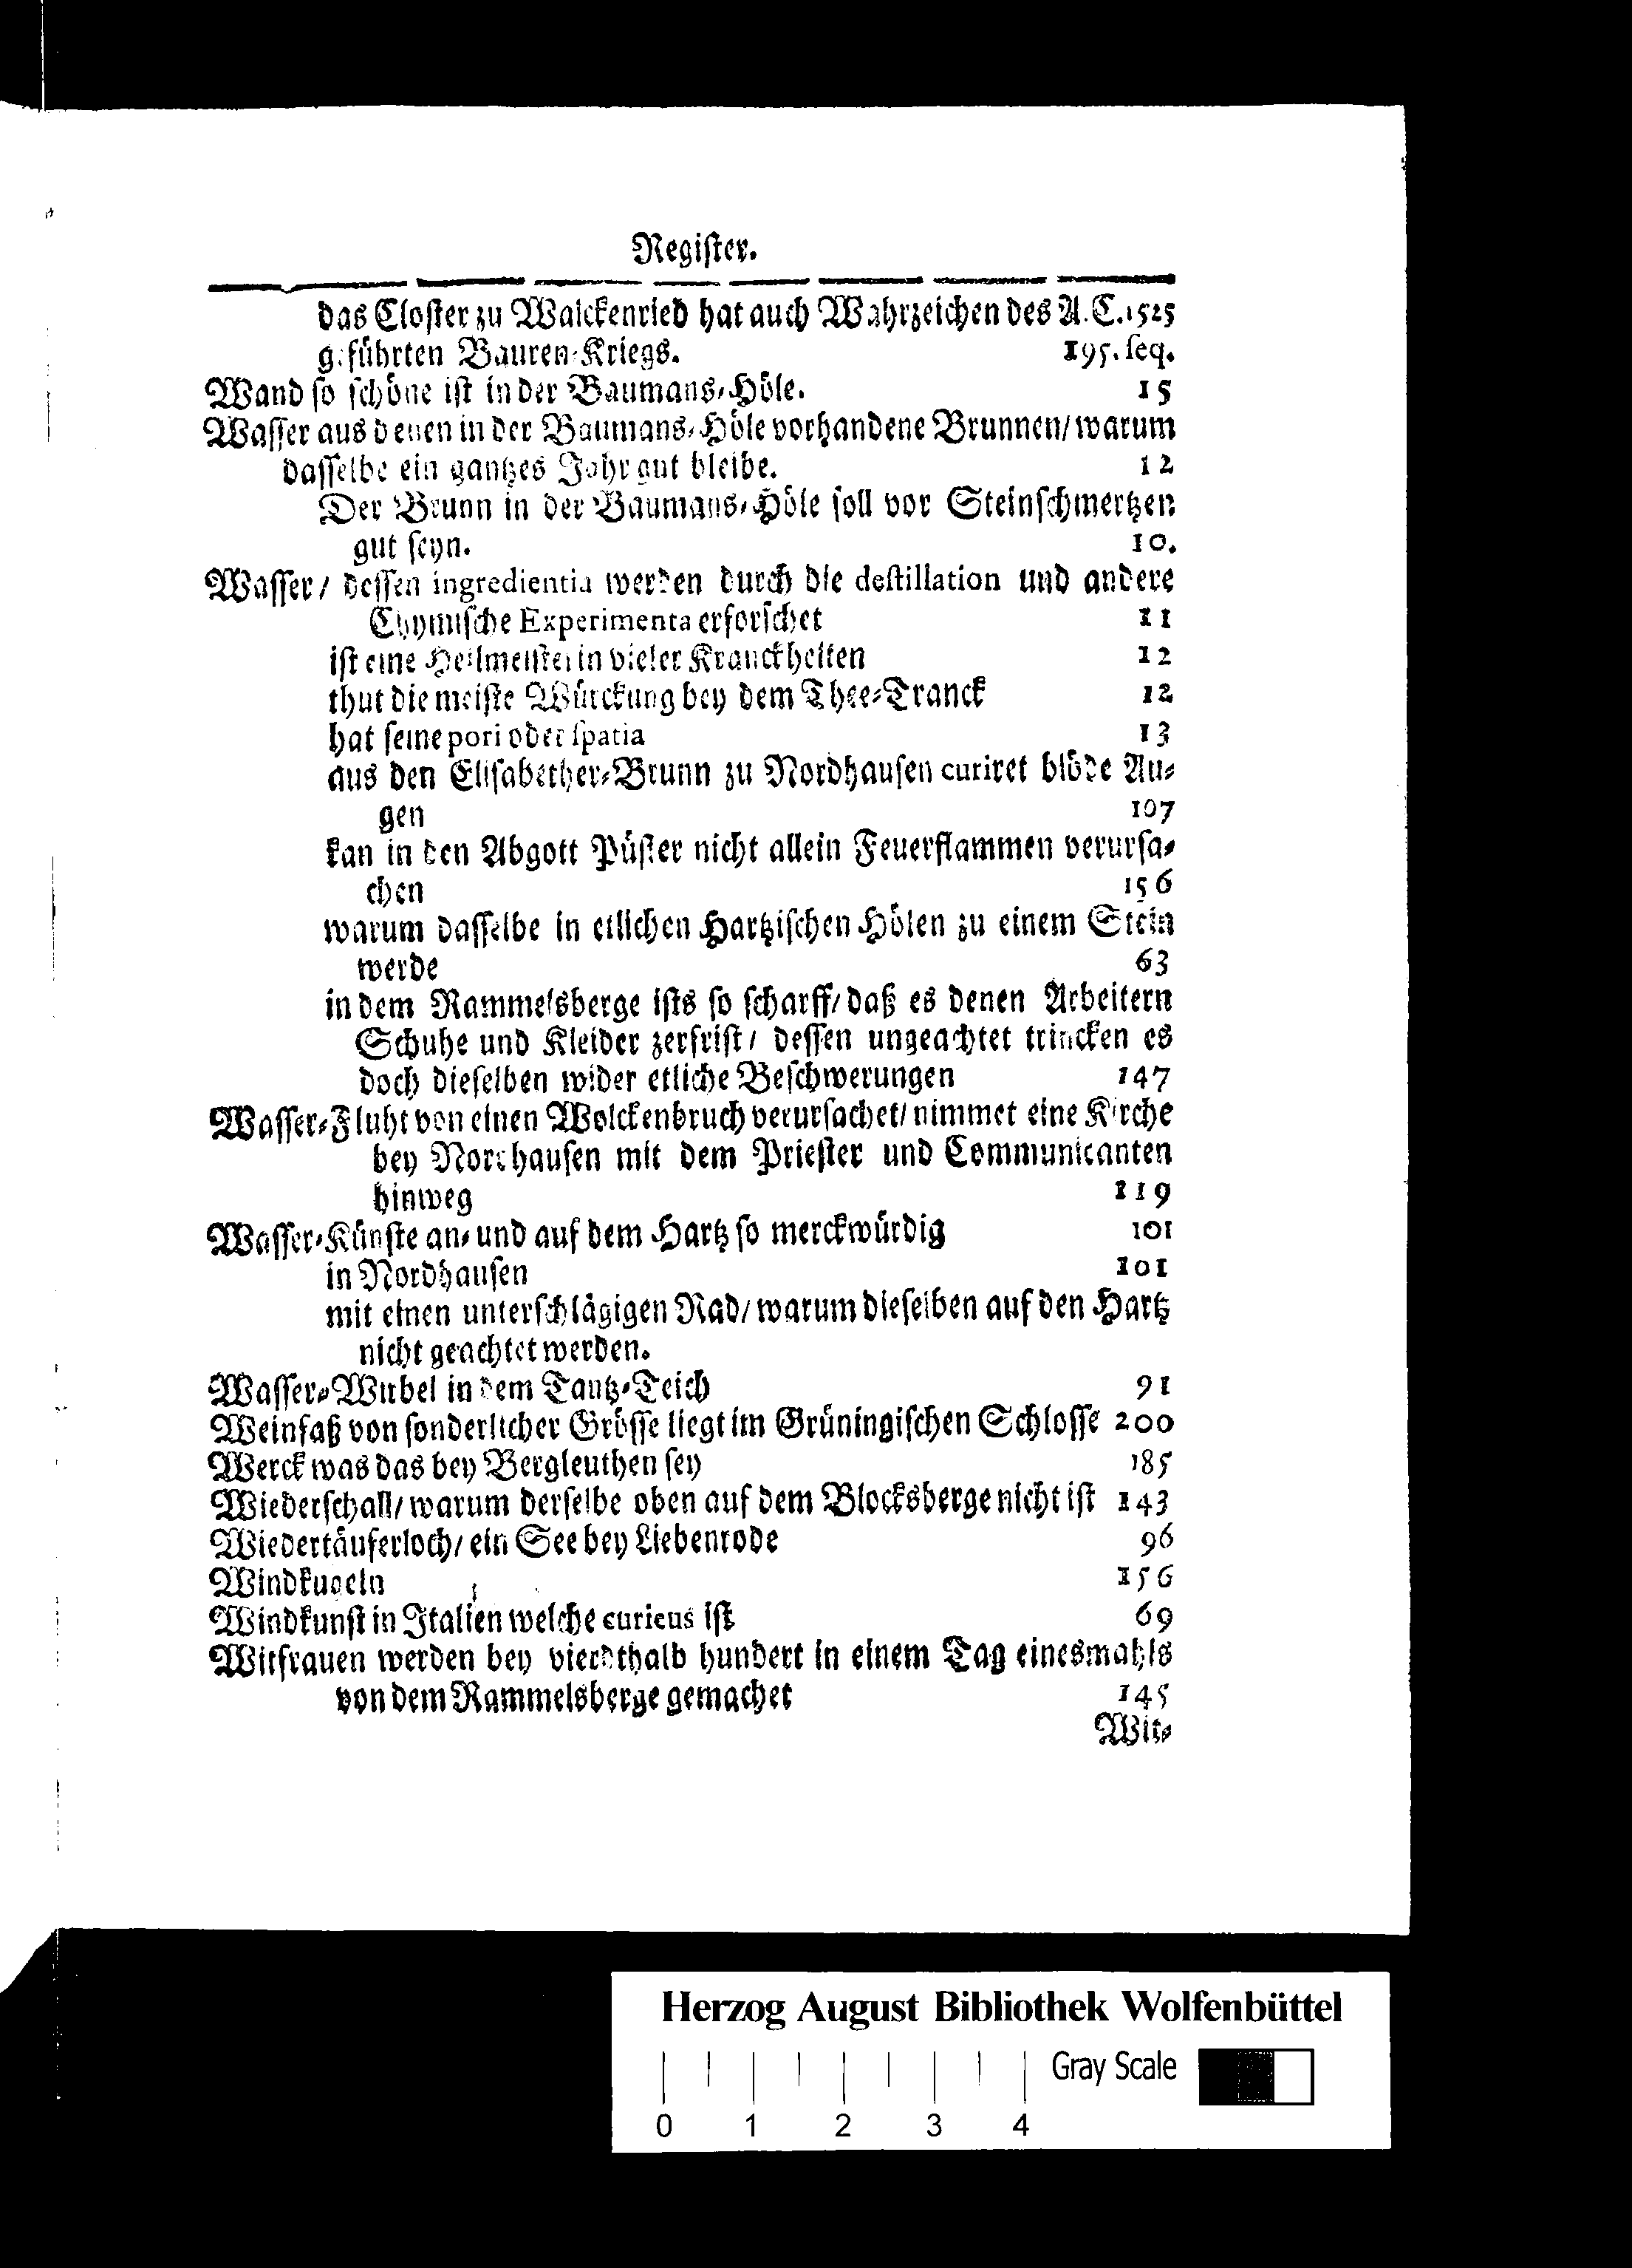 Register.
das Closter zu Walckenried hat auch Wahrzeichen des A. C. 1525
geführten Bauren-Kriegs. 195. seq.
Wand so schöne ist in der Baumans-Höle. 15
Wasser aus denen in der Baumans-Höle vorhandene Brunnen/ warum
dasselbe ein gantzes Jahr gut bleibe. 12
Der Brunn in der Baumans-Höle soll vor Steinschmertzen
gut seyn. 10.
Wasser/ dessen ingredientia werden durch die destillation und andere
Chymische Experimenta erforschet 11
ist eine Heilmeisterin vieler Kranckheiten 12
thut die meiste Würckung bey dem Thee-Tranck 12
hat seine pori oder spatia 13
aus den Elisabether-Brunn zu Nordhausen curiret blöde Au-
gen 107
kan in den Abgott Püster nicht allein Feuerflammen verursa-
chen 156
warum dasselbe in etlichen Hartzischen Hölen zu einem Stein
werde 63
in dem Rammelsberge ists so scharff/ daß es denen Arbeitern
Schuhe und Kleider zerfrist/ dessen ungeachtet trincken es
doch dieselben wider etliche Beschwerungen 147
Wasser-Fluht von einen Wolckenbruch verursachet/ nimmet eine Kirche
bey Nordhausen mit dem Priester und Communicanten
hinweg 119
Wasser-Künste an- und auf dem Hartz so merckwürdig 101
in Nordhausen 101
mit einen unterschlägigen Rad/ warum dieselben auf den Hartz
nicht geachtet werden.
Wasser-Wirbel in dem Tantz-Teich 91
Weinfaß von sonderlicher Grösse liegt im Grüningischen Schlosse 200
Werck was das bey Bergleuthen sey 185
Wiederschall/ warum derselbe oben auf dem Blocksberge nicht ist 143
Wiedertäuferloch/ ein See bey Liebenrode 96
Windkugeln 156
Windkunst in Italien welche curieus ist 69
Witfrauen werden bey vierdthalb hundert in einem Tag einesmahls
von dem Rammelsberge gemachet 145
Wit-
Herzog August Bibliothek Wolfenbüttel
Gray Scale
0 1 2 3 4